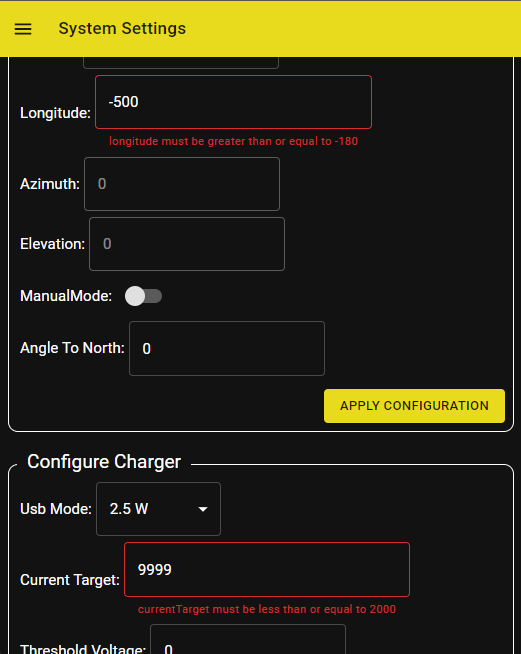 System Settings
Longitude: -500
longitude must be greater than or equal to -180
Azimuth: 0
Elevation: 0
ManualMode:
Angle To North: 0
APPLY CONFIGURATION
Configure Charger
Usb Mode: 2.5 W
Current Target: 9999
currentTarget must be less than or equal to 2000
Threshold Voltage: 0